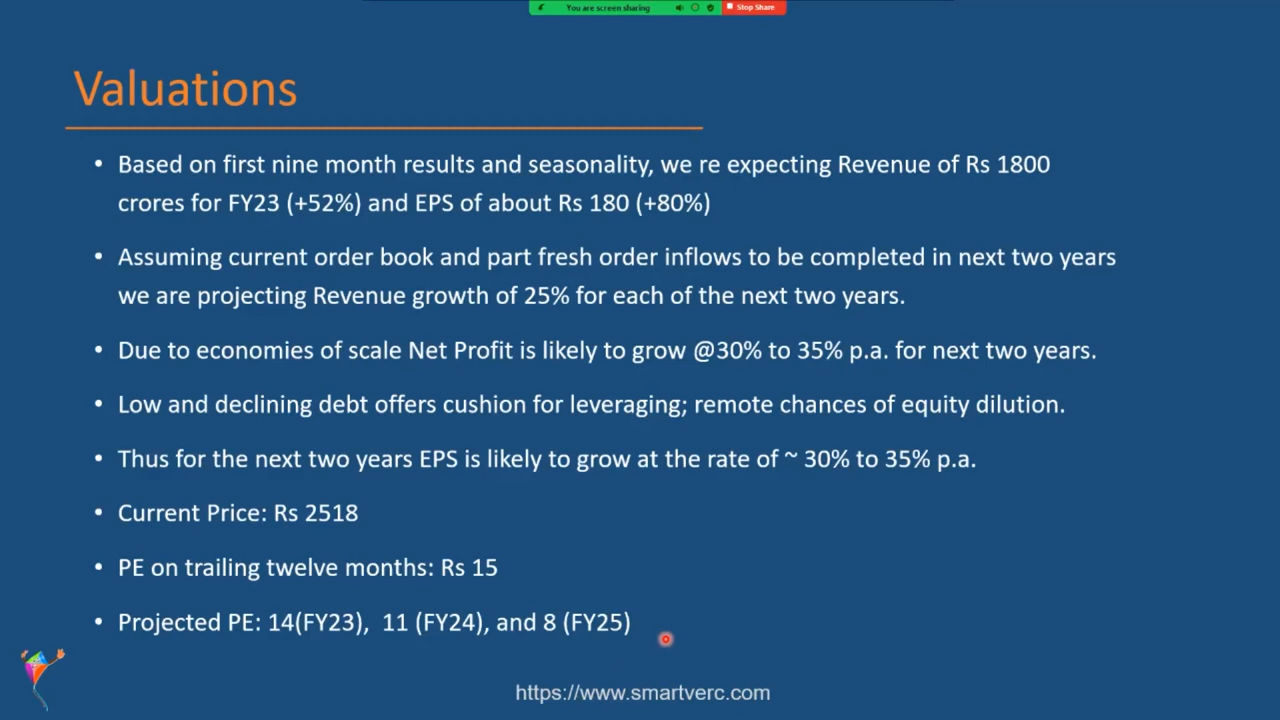 You are screen sharing
Stop Share
Valuations
• Based on first nine month results and seasonality, we re expecting Revenue of Rs 1800
crores for FY23 (+52%) and EPS of about Rs 180 (+80%)
• Assuming current order book and part fresh order inflows to be completed in next two years
we are projecting Revenue growth of 25% for each of the next two years.
• Due to economies of scale Net Profit is likely to grow @30% to 35% p.a. for next two years.
• Low and declining debt offers cushion for leveraging; remote chances of equity dilution.
• Thus for the next two years EPS is likely to grow at the rate of ~ 30% to 35% p.a.
• Current Price: Rs 2518
• PE on trailing twelve months: Rs 15
• Projected PE: 14(FY23), 11 (FY24), and 8 (FY25)
https://www.smartverc.com